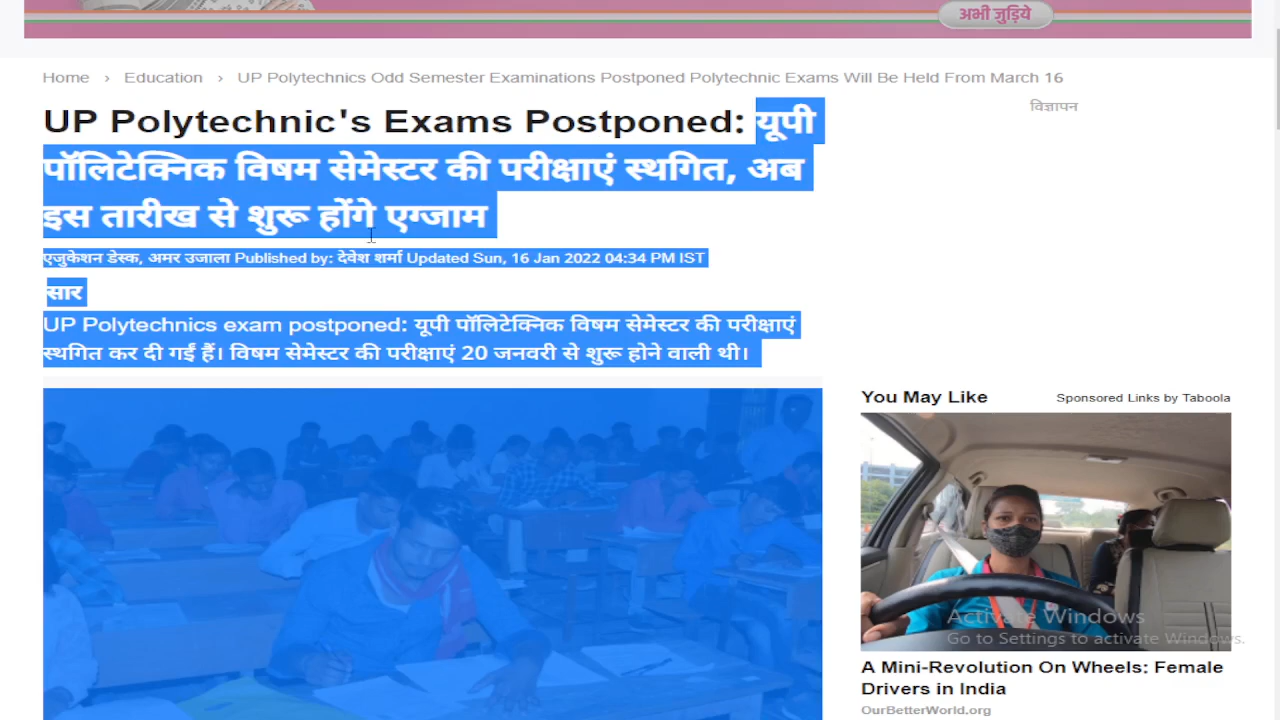 अभी जुड़िये
Home › Education › UP Polytechnics Odd Semester Examinations Postponed Polytechnic Exams Will Be Held From March 16
विज्ञापन
UP Polytechnic's Exams Postponed: यूपी
पॉलिटेक्निक विषम सेमेस्टर की परीक्षाएं स्थगित, अब
इस तारीख से शुरू होंगे एग्जाम
एजुकेशन डेस्क, अमर उजाला Published by: देवेश शर्मा Updated Sun, 16 Jan 2022 04:34 PM IST
सार
UP Polytechnics exam postponed: यूपी पॉलिटेक्निक विषम सेमेस्टर की परीक्षाएं
स्थगित कर दी गईं हैं। विषम सेमेस्टर की परीक्षाएं 20 जनवरी से शुरू होने वाली थी।
You May Like
Sponsored Links by Taboola
Activate Windows
Go to Settings to activate Windows.
A Mini-Revolution On Wheels: Female
Drivers in India
OurBetterWorld.org